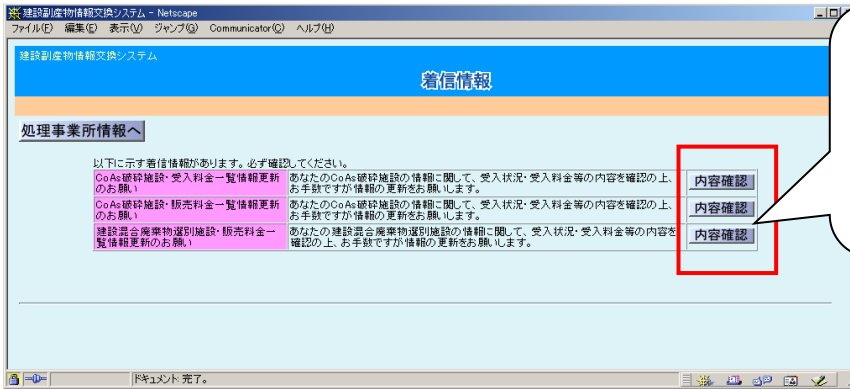 建設副産物情報交換システム - Netscape
ファイル(F) 編集(E) 表示(V) ジャンプ(G) Communicator(C) ヘルプ(H)
建設副産物情報交換システム
着信情報
処理事業所情報へ
以下に示す着信情報があります。必ず確認してください。
CoAs破砕施設・受入料金一覧情報更新
のお願い
あなたのCoAs破砕施設の情報に関して、受入状況・受入料金等の内容を確認の上、
お手数ですが情報の更新をお願いします。
内容確認
CoAs破砕施設・販売料金一覧情報更新
のお願い
あなたのCoAs破砕施設の情報に関して、受入状況・受入料金等の内容を確認の上、
お手数ですが情報の更新をお願いします。
内容確認
建設混合廃棄物選別施設・販売料金一
覧情報更新のお願い
あなたの建設混合廃棄物選別施設の情報に関して、受入状況・受入料金等の内容を
確認の上、お手数ですが情報の更新をお願いします。
内容確認
ドキュメント: 完了。